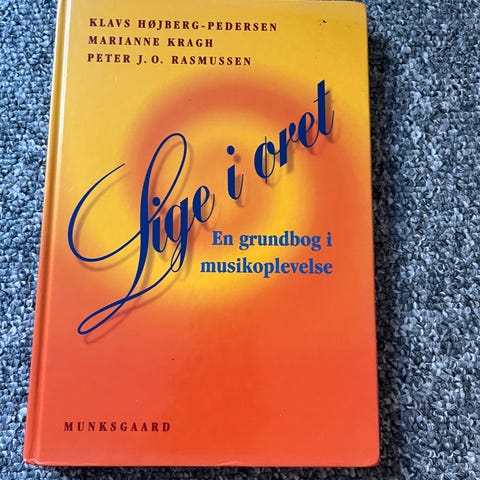 KLAVS HØJBERG-PEDERSEN
MARIANNE KRAGH
PETER J. O. RASMUSSEN
Lige i øret
En grundbog i
musikoplevelse
MUNKSGAARD